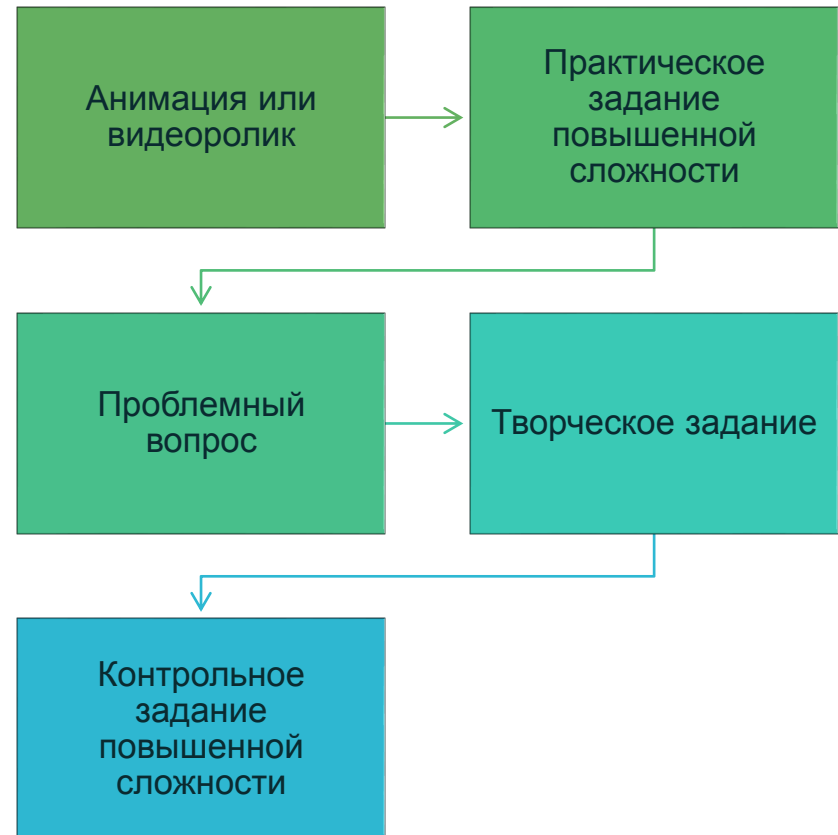 Анимация или
видеоролик
Практическое
задание
повышенной
сложности
Проблемный
вопрос
Творческое задание
Контрольное
задание
повышенной
сложности